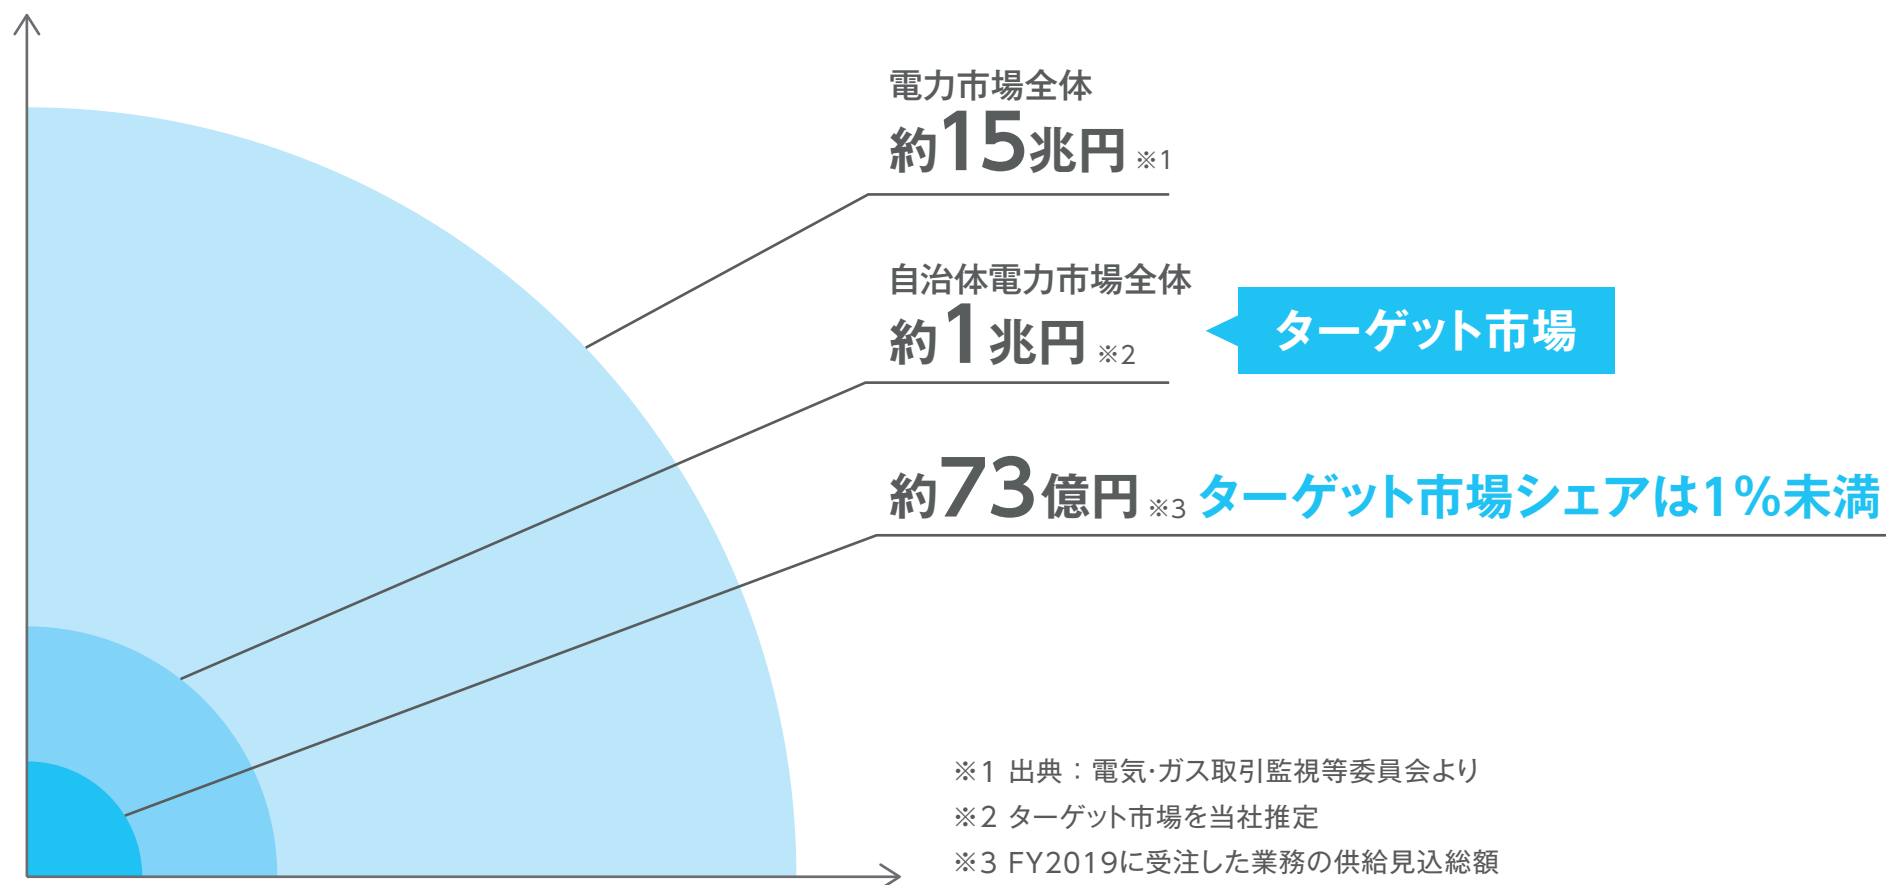 電力市場全体
約15兆円 ※1
自治体電力市場全体
約1兆円 ※2
ターゲット市場
約73億円 ※3 ターゲット市場シェアは1%未満
※1 出典：電気・ガス取引監視等委員会より
※2 ターゲット市場を当社推定
※3 FY2019に受注した業務の供給見込総額